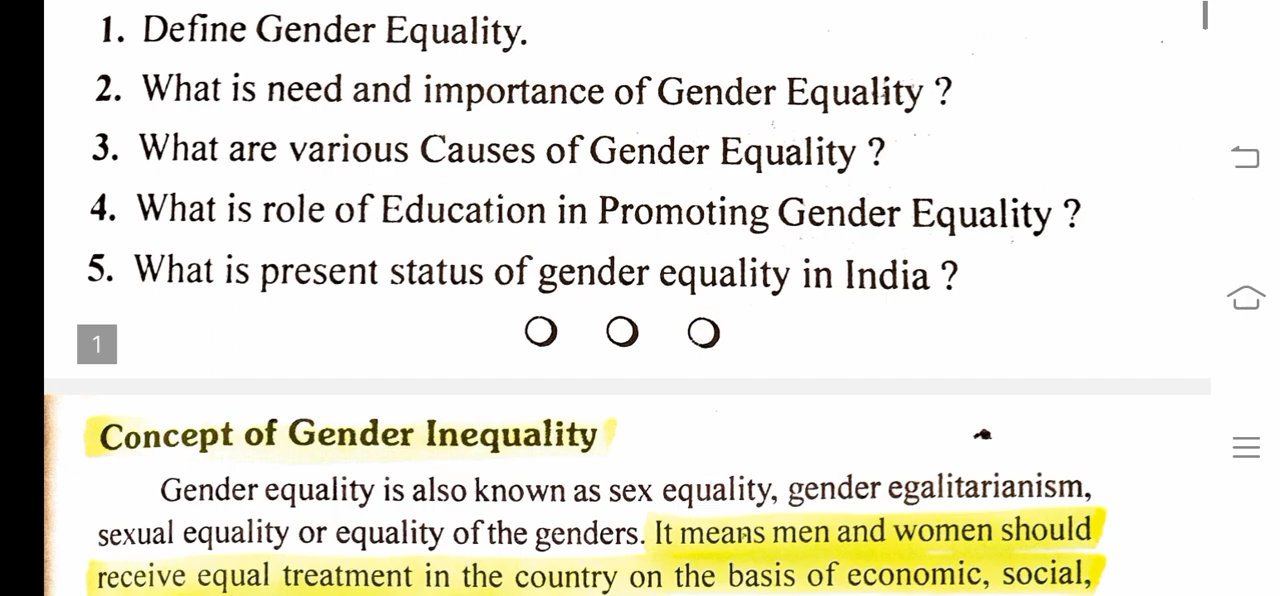 1. Define Gender Equality.
2. What is need and importance of Gender Equality ?
3. What are various Causes of Gender Equality ?
4. What is role of Education in Promoting Gender Equality ?
5. What is present status of gender equality in India ?
1
Concept of Gender Inequality
Gender equality is also known as sex equality, gender egalitarianism,
sexual equality or equality of the genders. It means men and women should
receive equal treatment in the country on the basis of economic, social,